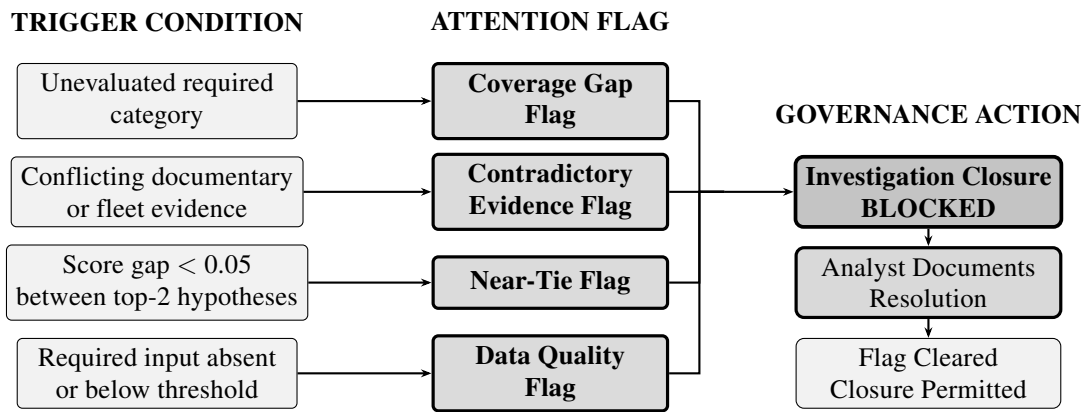 TRIGGER CONDITION
ATTENTION FLAG
Unevaluated required
category
Coverage Gap
Flag
GOVERNANCE ACTION
Conflicting documentary
or fleet evidence
Contradictory
Evidence Flag
Investigation Closure
BLOCKED
Score gap < 0.05
between top-2 hypotheses
Near-Tie Flag
Analyst Documents
Resolution
Required input absent
or below threshold
Data Quality
Flag
Flag Cleared
Closure Permitted